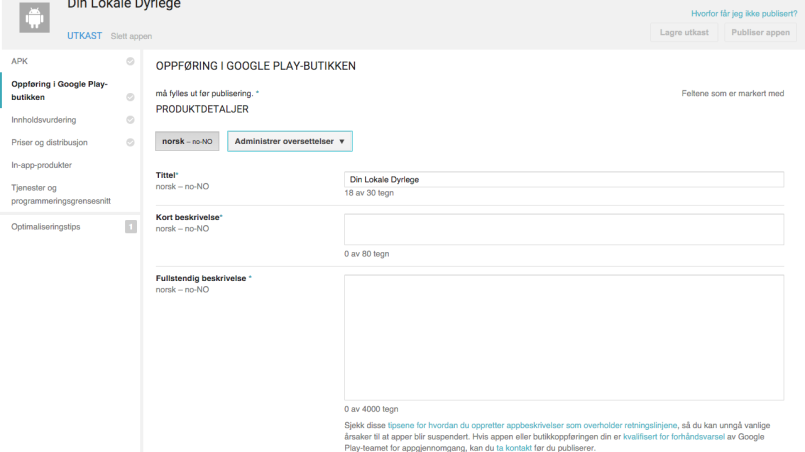 Din Lokale Dyrlege
Hvorfor får jeg ikke publisert?
UTKAST Slett appen
Lagre utkast
Publiser appen
APK
Oppføring i Google Play-
butikken
Innholdsvurdering
Priser og distribusjon
In-app-produkter
Tjenester og
programmeringsgrensesnitt
Optimaliseringstips 1
OPPFØRING I GOOGLE PLAY-BUTIKKEN
må fylles ut før publisering. * Feltene som er markert med
PRODUKTDETALJER
norsk – no-NO Administrer oversettelser ▼
Tittel*
norsk – no-NO
Din Lokale Dyrlege
18 av 30 tegn
Kort beskrivelse*
norsk – no-NO
0 av 80 tegn
Fullstendig beskrivelse *
norsk – no-NO
0 av 4000 tegn
Sjekk disse tipsene for hvordan du oppretter appbeskrivelser som overholder retningslinjene, så du kan unngå vanlige
årsaker til at apper blir suspendert. Hvis appen eller butikkoppføringen din er kvalifisert for forhåndsvarsel av Google
Play-teamet for appgjennomgang, kan du ta kontakt før du publiserer.